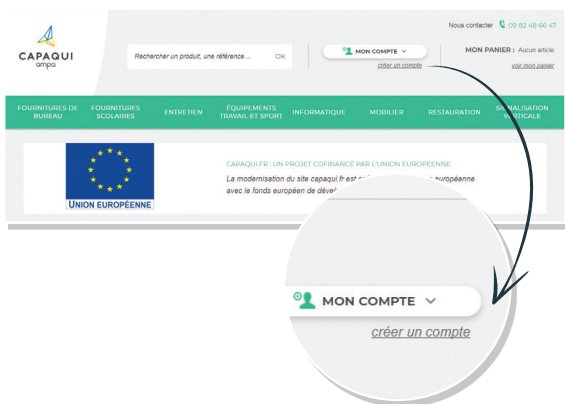 Nous contacter 09 82 48 66 47
CAPAQUI
ampa
Rechercher un produit, une référence ... OK
MON COMPTE
créer un compte
MON PANIER : Aucun article
voir mon panier
FOURNITURES DE
BUREAU
FOURNITURES
SCOLAIRES
ENTRETIEN
ÉQUIPEMENTS
TRAVAIL ET SPORT
INFORMATIQUE
MOBILIER
RESTAURATION
SIGNALISATION
VERTICALE
UNION EUROPÉENNE
CAPAQUI.FR : UN PROJET COFINANCÉ PAR L'UNION EUROPÉENNE
La modernisation du site capaqui.fr est européenne
avec le fonds européen de
MON COMPTE
créer un compte